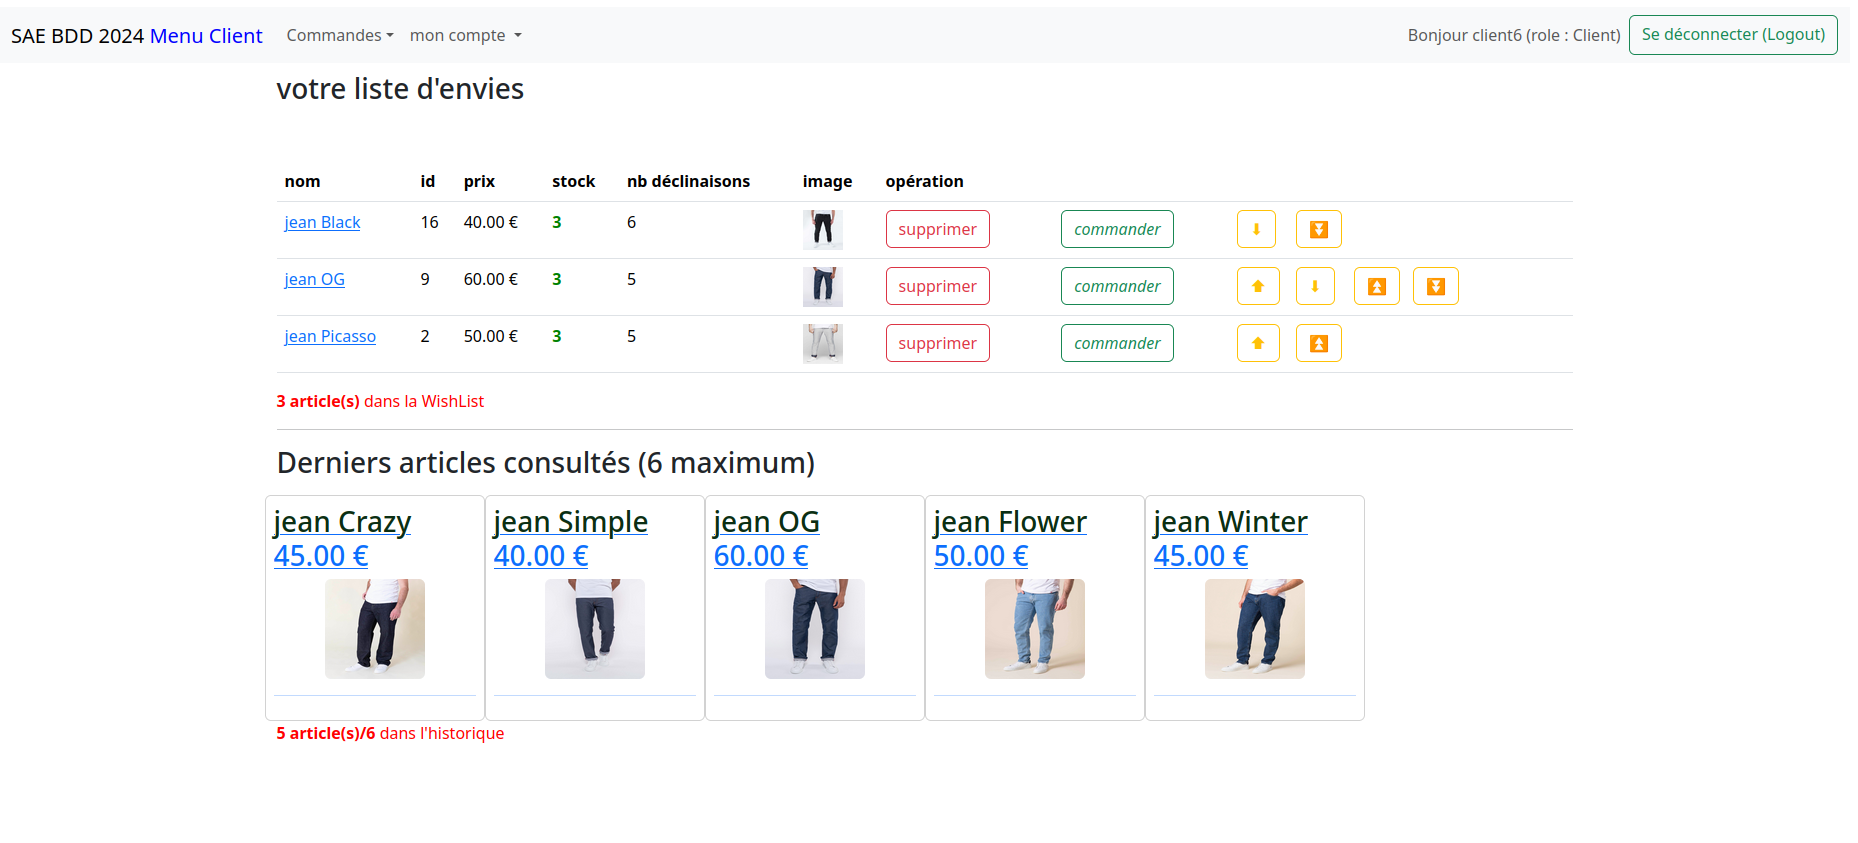 SAE BDD 2024 Menu Client Commandes mon compte Bonjour client6 (role : Client) Se déconnecter (Logout)
votre liste d'envies
nom id prix stock nb déclinaisons image opération
jean Black 16 40.00 € 3 6 supprimer commander
jean OG 9 60.00 € 3 5 supprimer commander
jean Picasso 2 50.00 € 3 5 supprimer commander
3 article(s) dans la WishList
Derniers articles consultés (6 maximum)
jean Crazy jean Simple jean OG jean Flower jean Winter
45.00 € 40.00 € 60.00 € 50.00 € 45.00 €
5 article(s)/6 dans l'historique